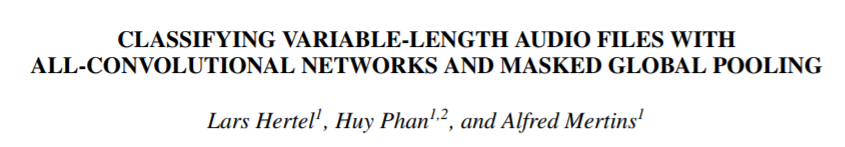 CLASSIFYING VARIABLE-LENGTH AUDIO FILES WITH
ALL-CONVOLUTIONAL NETWORKS AND MASKED GLOBAL POOLING
Lars Hertel¹, Huy Phan¹,², and Alfred Mertins¹